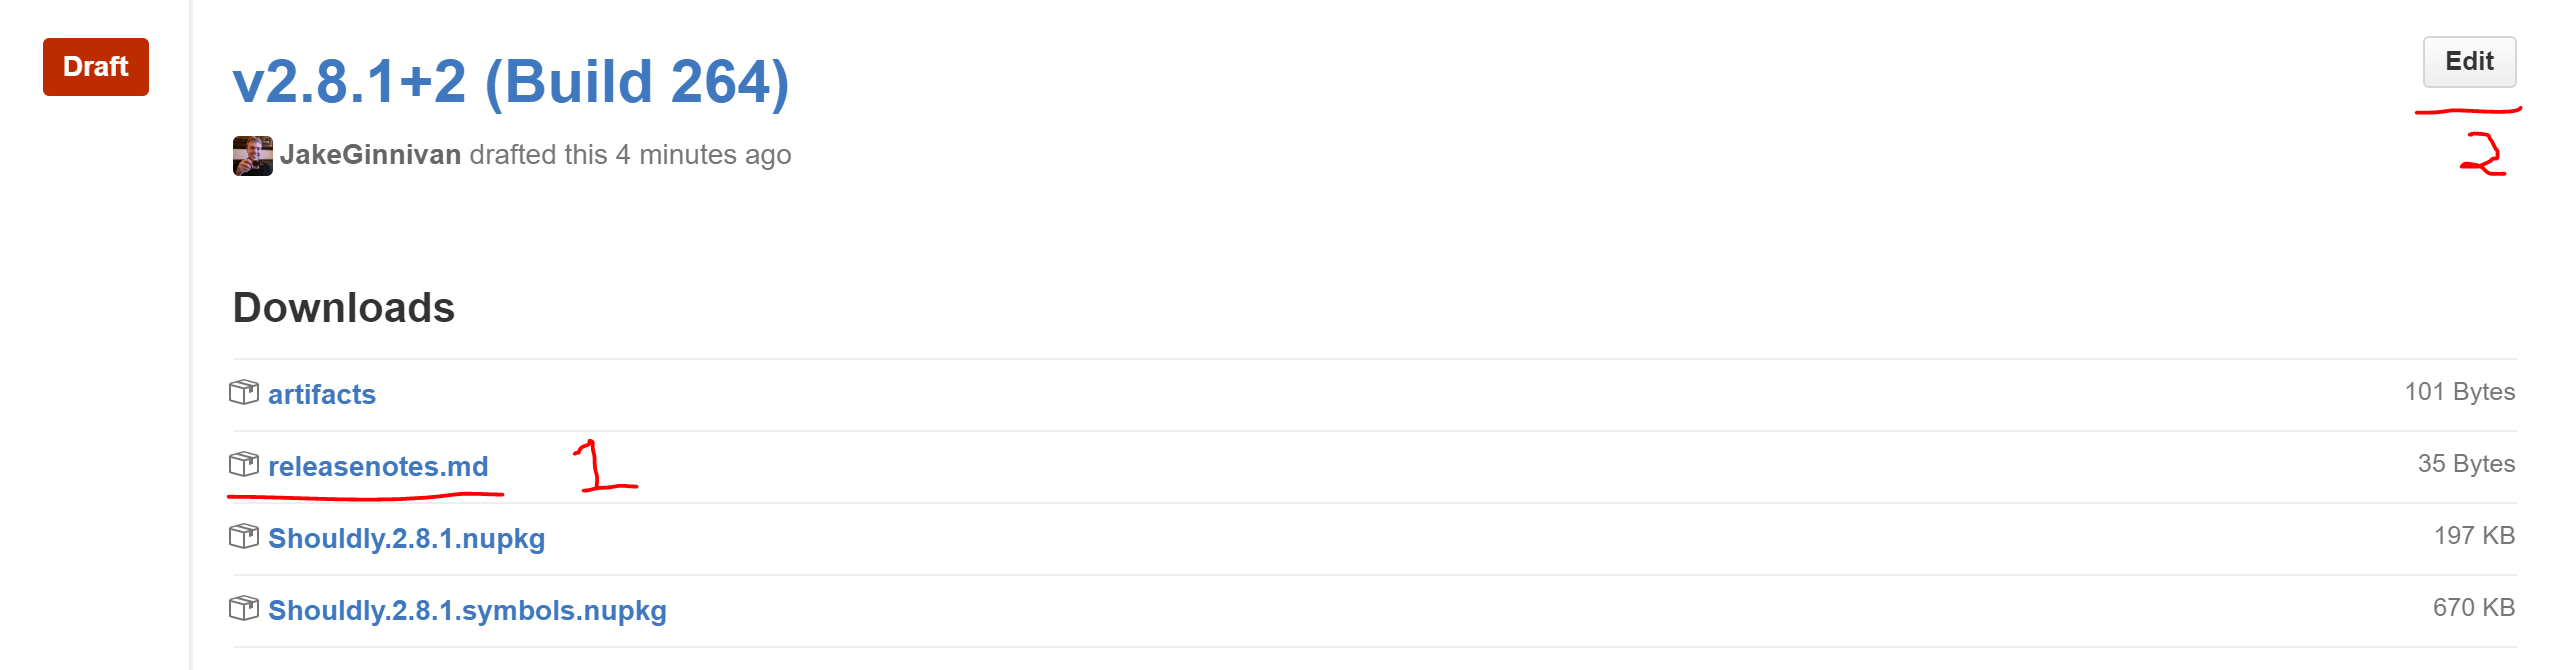 Draft
v2.8.1+2 (Build 264)
Edit
JakeGinnivan drafted this 4 minutes ago
2
Downloads
artifacts 101 Bytes
releasenotes.md 1 35 Bytes
Shouldly.2.8.1.nupkg 197 KB
Shouldly.2.8.1.symbols.nupkg 670 KB